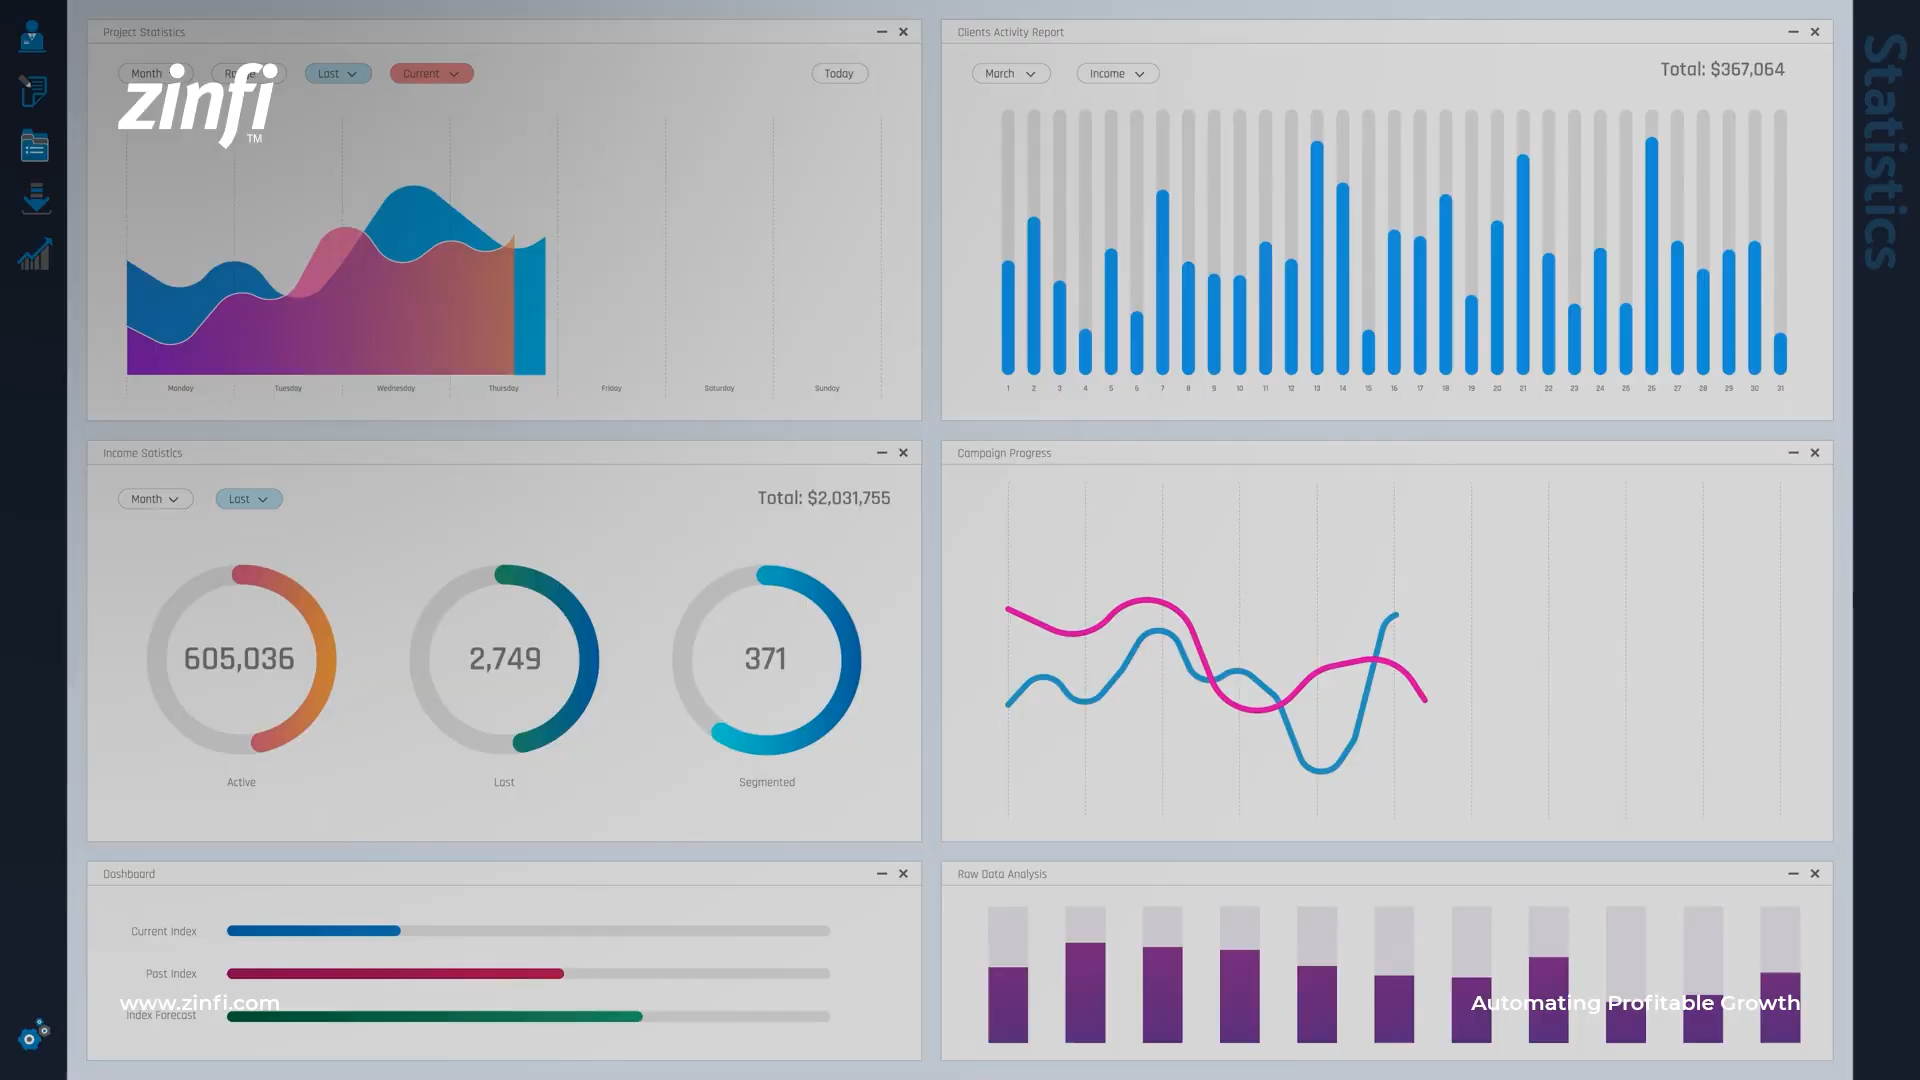 Project Statistics
Month
Last
Current
Today
zinfi
TM
Monday
Tuesday
Wednesday
Thursday
Friday
Saturday
Sunday
Clients Activity Report
March
Income
Total: $367,064
1 2 3 4 5 6 7 8 9 10 11 12 13 14 15 16 17 18 19 20 21 22 23 24 25 26 27 28 29 30 31
Statistics
Income Satistics
Month
Last
Total: $2,031,755
605,036
2,749
371
Active
Last
Segmented
Campaign Progress
Dashboard
Current Index
Past Index
Index Forecast
www.zinfi.com
Raw Data Analysis
Automating Profitable Growth